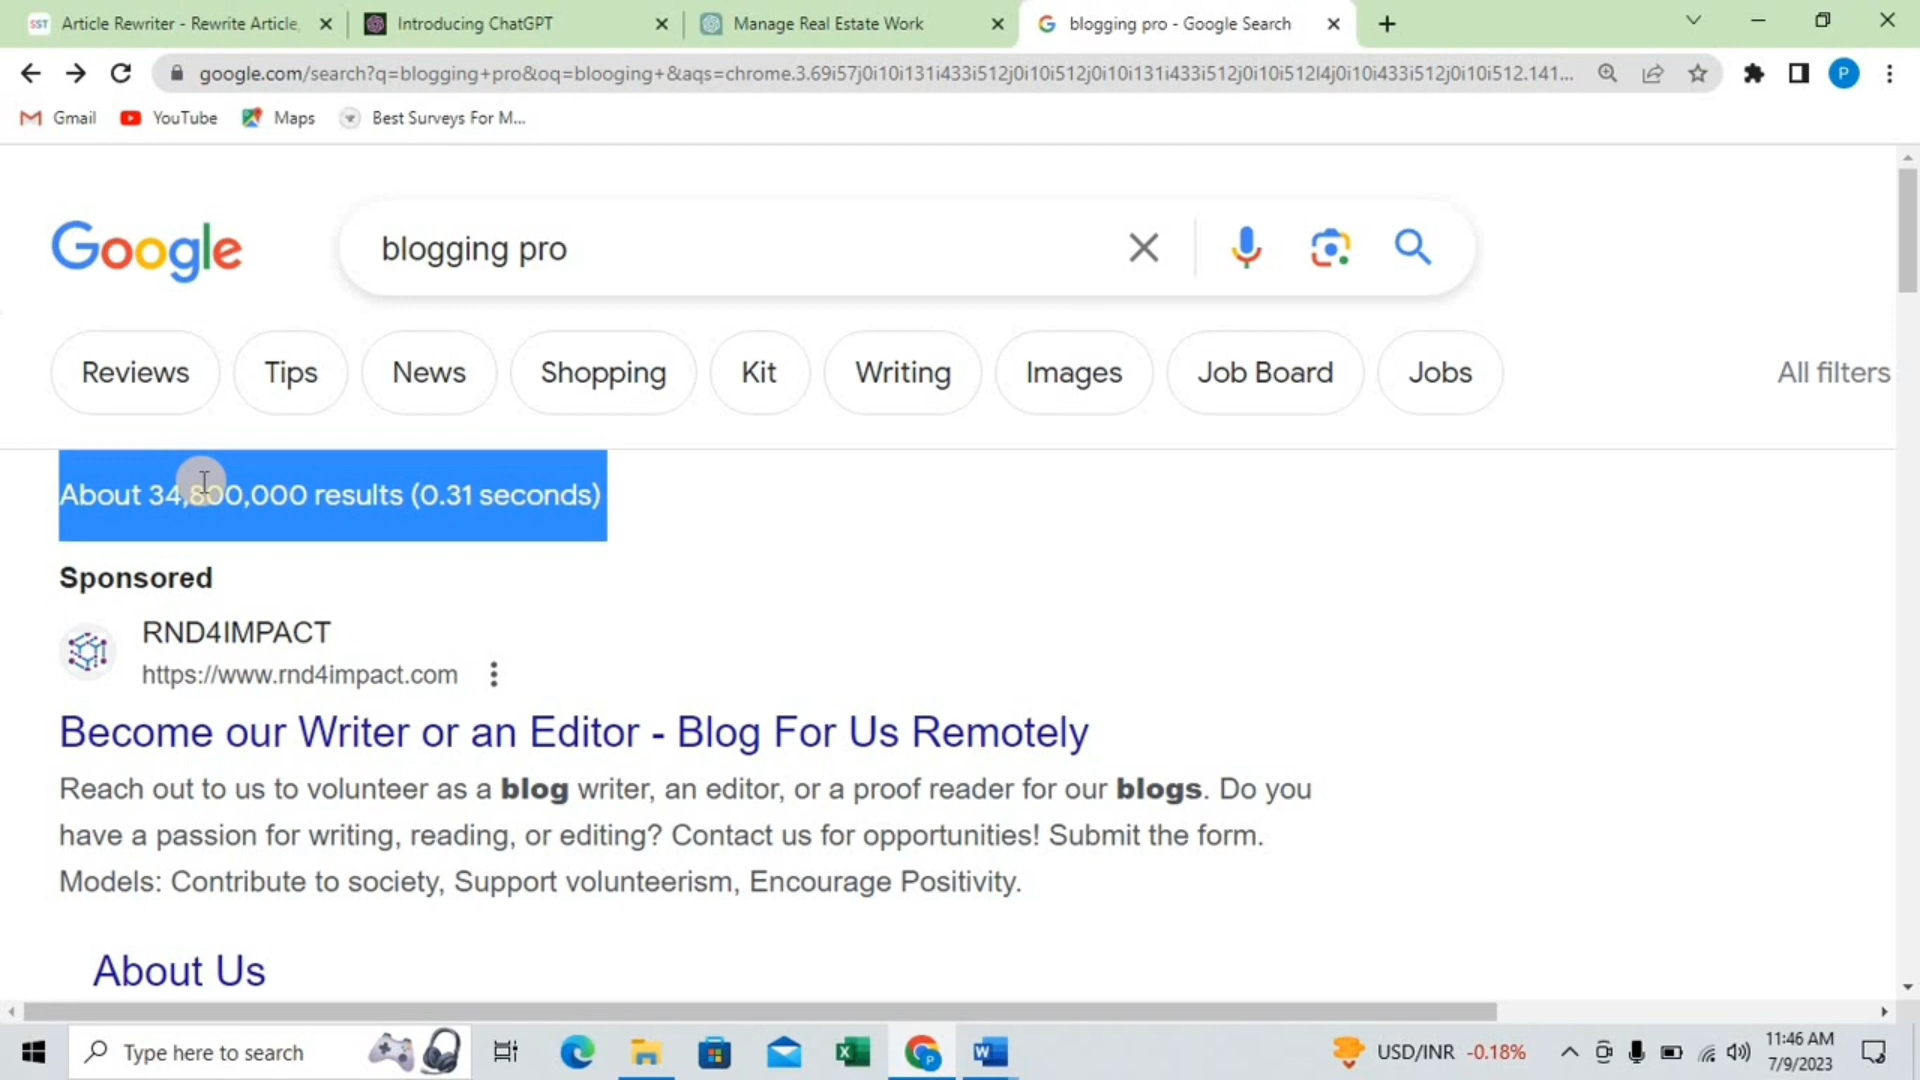 SST Article Rewriter - Rewrite Article,
Introducing ChatGPT
Manage Real Estate Work
blogging pro - Google Search
google.com/search?q=blogging+pro&oq=blooging+&aqs=chrome.3.69i57j0i10i131i433i512j0i10i512j0i10i131i433i512j0i10i512l4j0i10i433i512j0i10i512.141...
P
Gmail
YouTube
Maps
Best Surveys For M...
Google
blogging pro
Reviews
Tips
News
Shopping
Kit
Writing
Images
Job Board
Jobs
All filters
About 34,800,000 results (0.31 seconds)
Sponsored
RND4IMPACT
https://www.rnd4impact.com
Become our Writer or an Editor - Blog For Us Remotely
Reach out to us to volunteer as a blog writer, an editor, or a proof reader for our blogs. Do you
have a passion for writing, reading, or editing? Contact us for opportunities! Submit the form.
Models: Contribute to society, Support volunteerism, Encourage Positivity.
About Us
Type here to search
USD/INR -0.18%
11:46 AM
7/9/2023